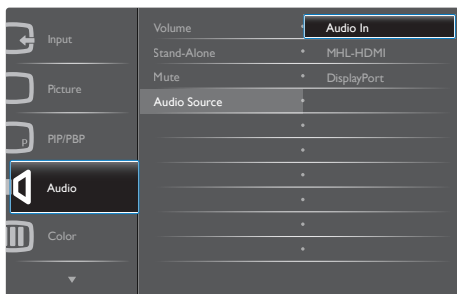 Input
Picture
P
PIP/PBP
Audio
Color
Volume
Stand-Alone
Mute
Audio Source
Audio In
MHL-HDMI
DisplayPort